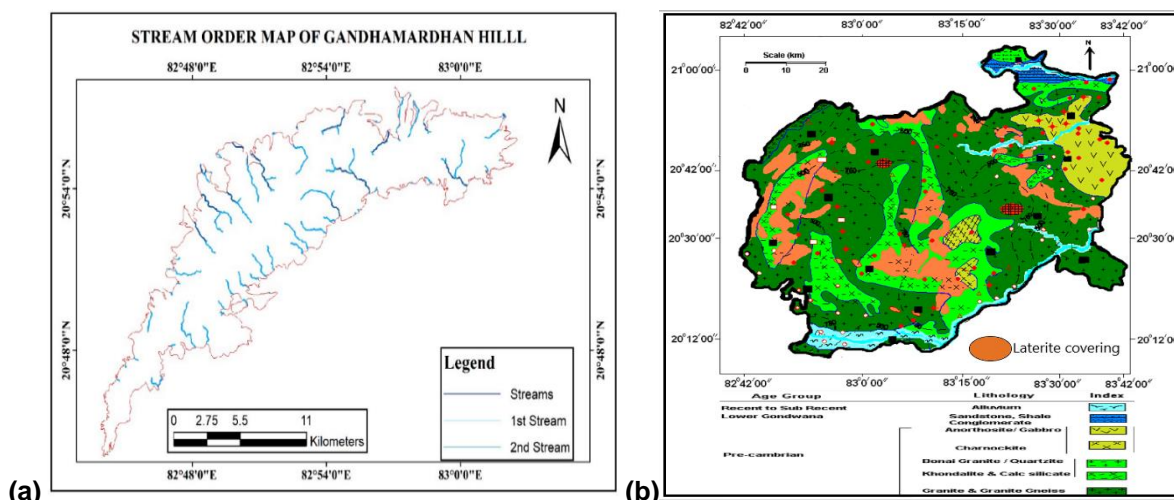 STREAM ORDER MAP OF GANDHAMARDHAN HILLL
82°48'0"E 82°54'0"E 83°0'0"E
N
20°54'0"N 20°54'0"N
20°48'0"N 20°48'0"N
Legend
Streams
1st Stream
2nd Stream
0 2.75 5.5 11
Kilometers
82°48'0"E 82°54'0"E 83°0'0"E
(a)
82°42'00" 83°0'00" 83°15'00" 83°30'00" 83°42'00"
Scale (km)
0 10 20
N
21°00'00" 21°00'00"
20°42'00" 20°42'00"
20°30'00" 20°30'00"
20°12'00" 20°12'00"
Laterite covering
82°42'00" 83°0'00" 83°15'00" 83°30'00" 83°42'00"
Age Group Lithology Index
Recent to Sub Recent Alluvium
Lower Gondwana Sandstone, Shale
Conglomerate
Anorthosite/ Gabbro
Charnockite
Pre-cambrian
Bonai Granite / Quartzite
Khondalite & Calc silicate
Granite & Granite Gneiss
(b)